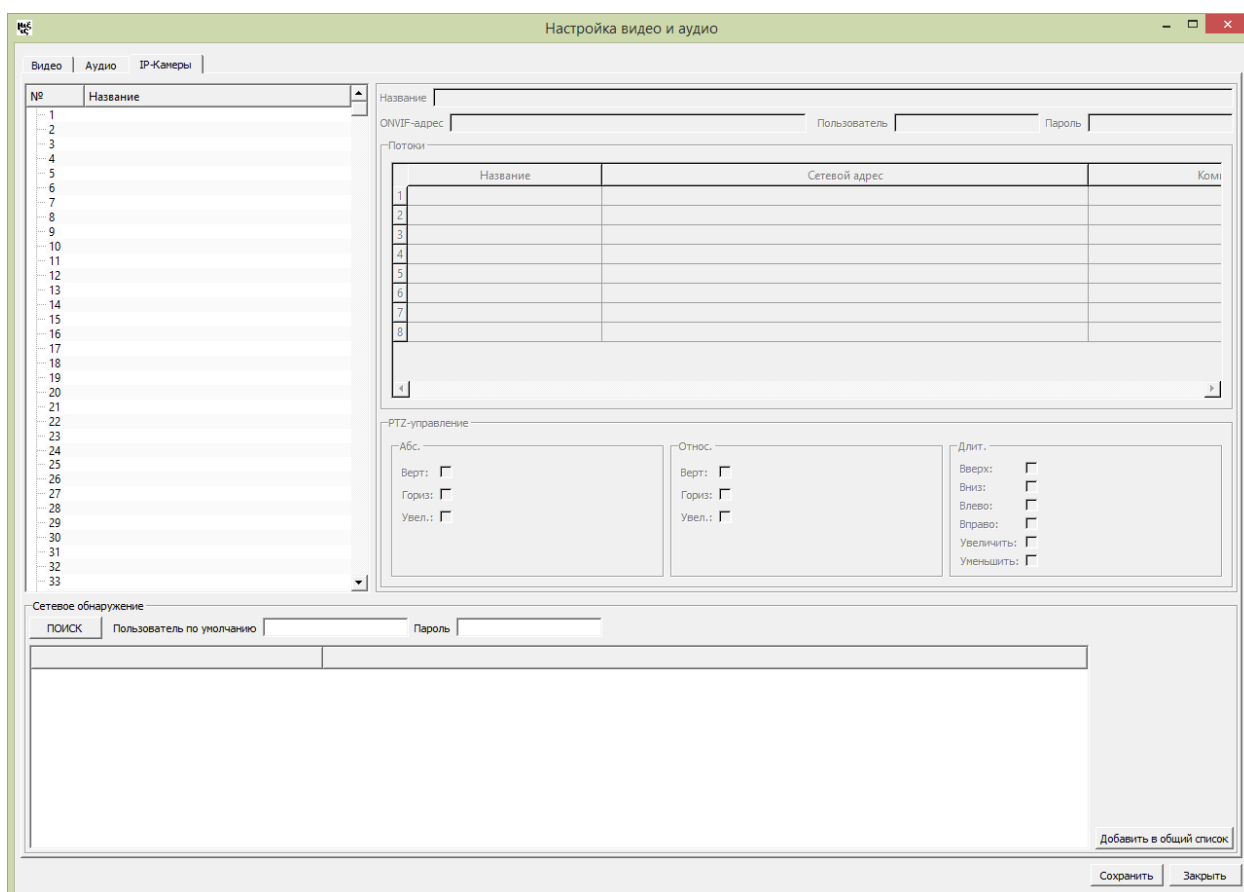 Настройка видео и аудио
Видео Аудио IP-Камеры
№ Название
1
2
3
4
5
6
7
8
9
10
11
12
13
14
15
16
17
18
19
20
21
22
23
24
25
26
27
28
29
30
31
32
33
Название
ONVIF-адрес Пользователь Пароль
Потоки
Название Сетевой адрес
1
2
3
4
5
6
7
8
PTZ-управление
Абс.
Верт:
Гориз:
Увел.:
Относ.
Верт:
Гориз:
Увел.:
Длит.
Вверх:
Вниз:
Влево:
Вправо:
Увеличить:
Уменьшить:
Сетевое обнаружение
ПОИСК Пользователь по умолчанию Пароль
Добавить в общий список
Сохранить Закрыть